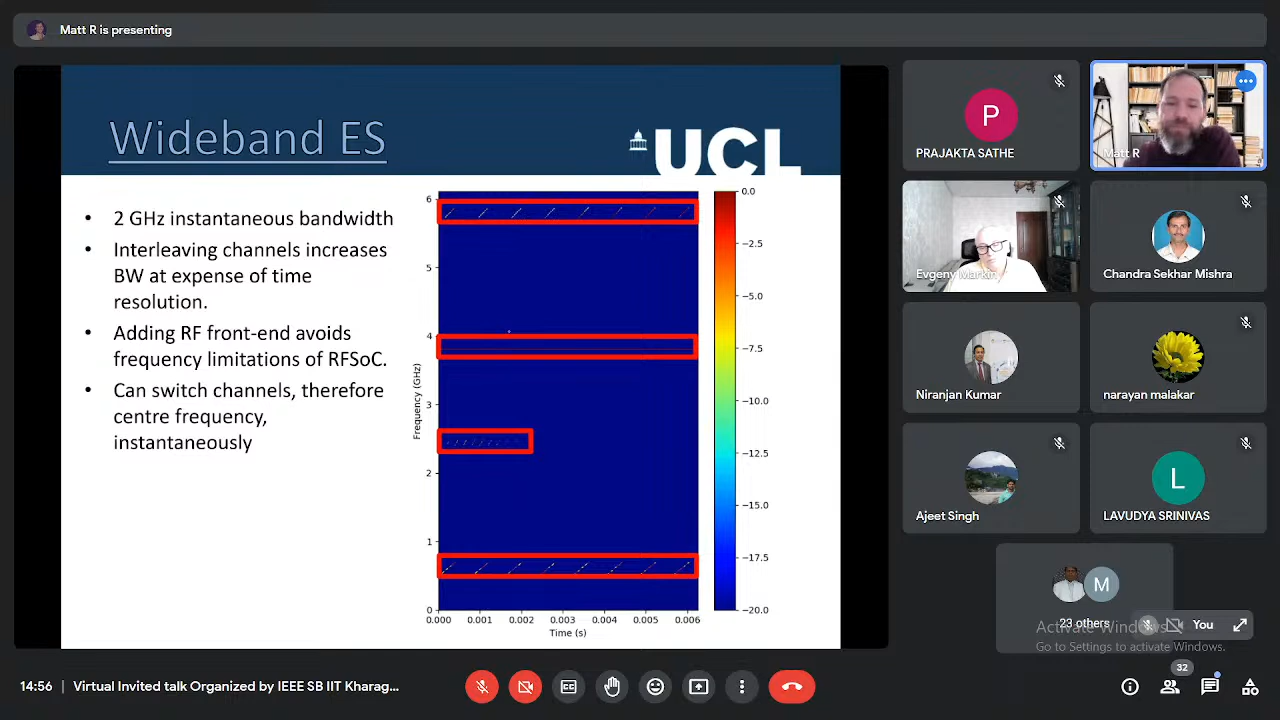 Matt R is presenting
Wideband ES
UCL
• 2 GHz instantaneous bandwidth
• Interleaving channels increases
BW at expense of time
resolution.
• Adding RF front-end avoids
frequency limitations of RFSoC.
• Can switch channels, therefore
centre frequency,
instantaneously
Frequency (GHz)
6
5
4
3
2
1
0
0.000 0.001 0.002 0.003 0.004 0.005 0.006
Time (s)
0.0
−2.5
−5.0
−7.5
−10.0
−12.5
−15.0
−17.5
−20.0
P
PRAJAKTA SATHE
Matt R
Evgeny Markin
Chandra Sekhar Mishra
Niranjan Kumar
narayan malakar
Ajeet Singh
L
LAVUDYA SRINIVAS
M
23 others
You
Activate Windows
Go to Settings to activate Windows.
14:56 | Virtual Invited talk Organized by IEEE SB IIT Kharag...
32